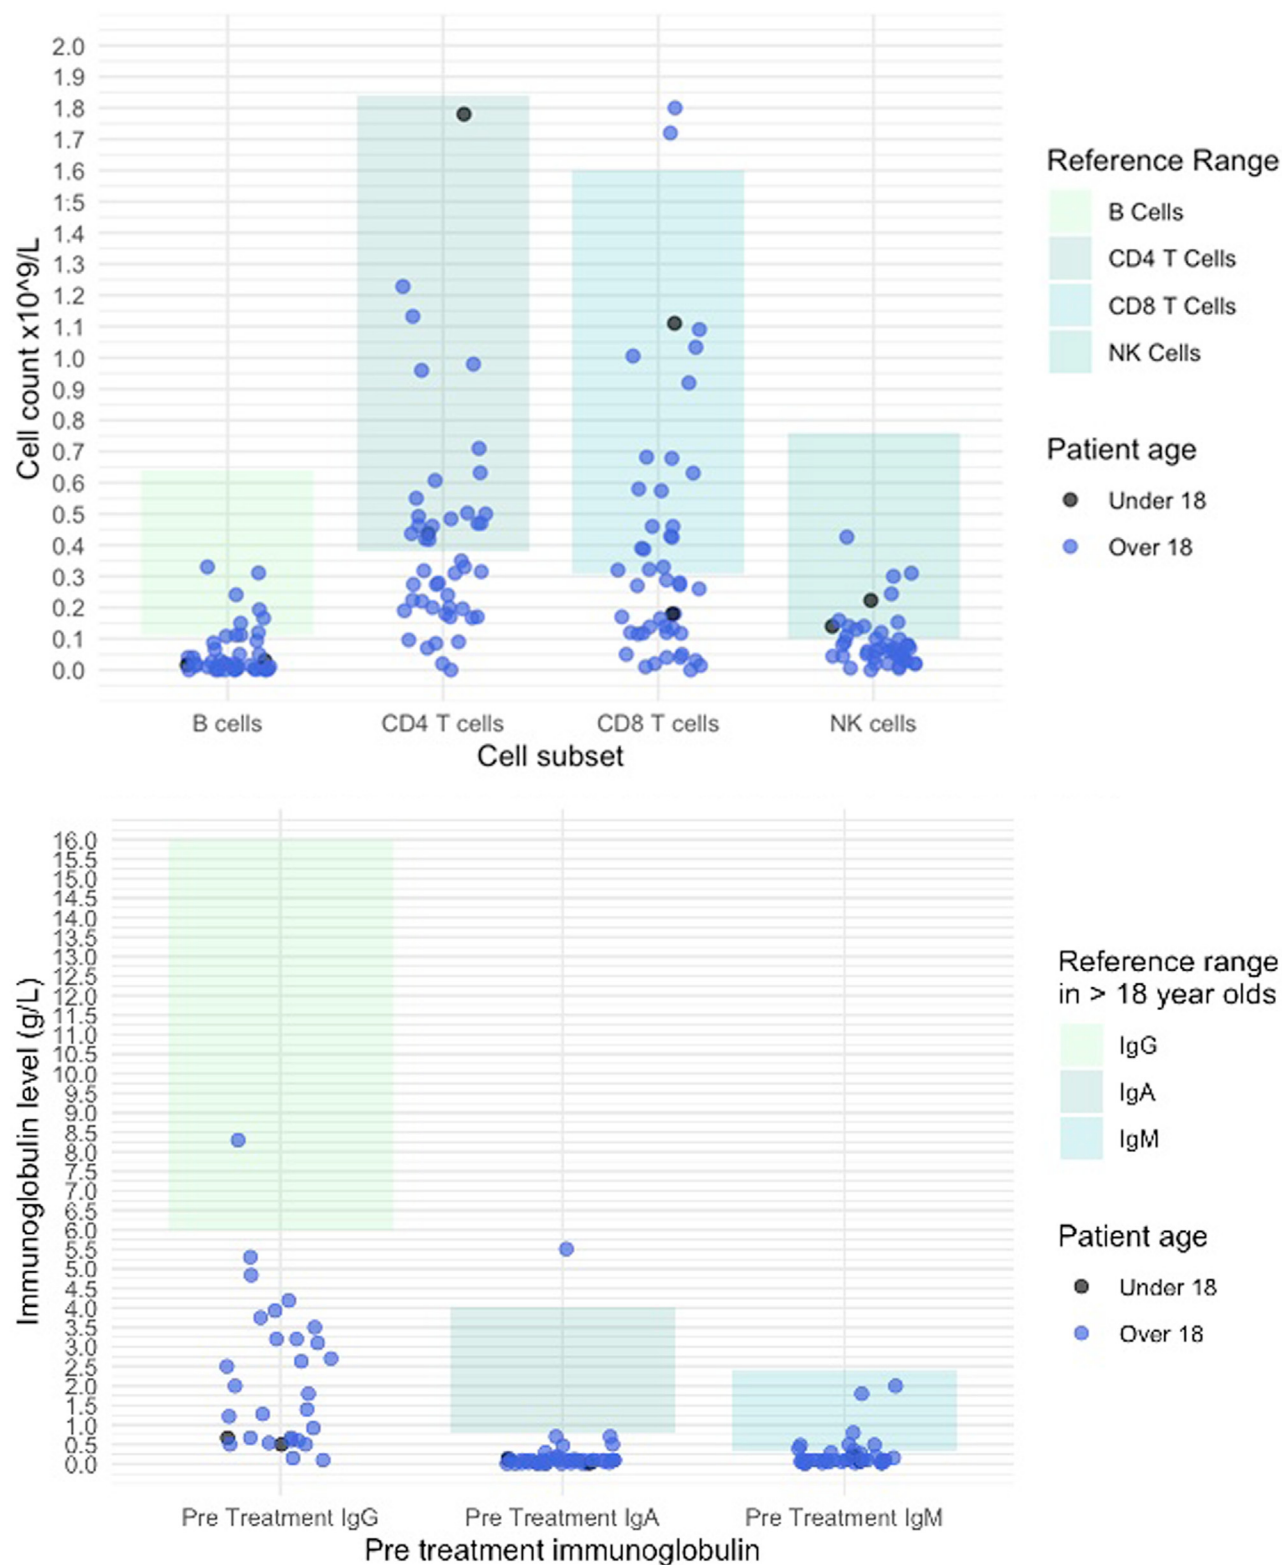 2.0
1.9
1.8
1.7
1.6
1.5
1.4
1.3
1.2
1.1
1.0
0.9
0.8
0.7
0.6
0.5
0.4
0.3
0.2
0.1
0.0
Cell count x10^9/L
B cells CD4 T cells CD8 T cells NK cells
Cell subset
Reference Range
B Cells
CD4 T Cells
CD8 T Cells
NK Cells
Patient age
Under 18
Over 18
16.0
15.5
15.0
14.5
14.0
13.5
13.0
12.5
12.0
11.5
11.0
10.5
10.0
9.5
9.0
8.5
8.0
7.5
7.0
6.5
6.0
5.5
5.0
4.5
4.0
3.5
3.0
2.5
2.0
1.5
1.0
0.5
0.0
Immunoglobulin level (g/L)
Pre Treatment IgG Pre Treatment IgA Pre Treatment IgM
Pre treatment immunoglobulin
Reference range
in > 18 year olds
IgG
IgA
IgM
Patient age
Under 18
Over 18